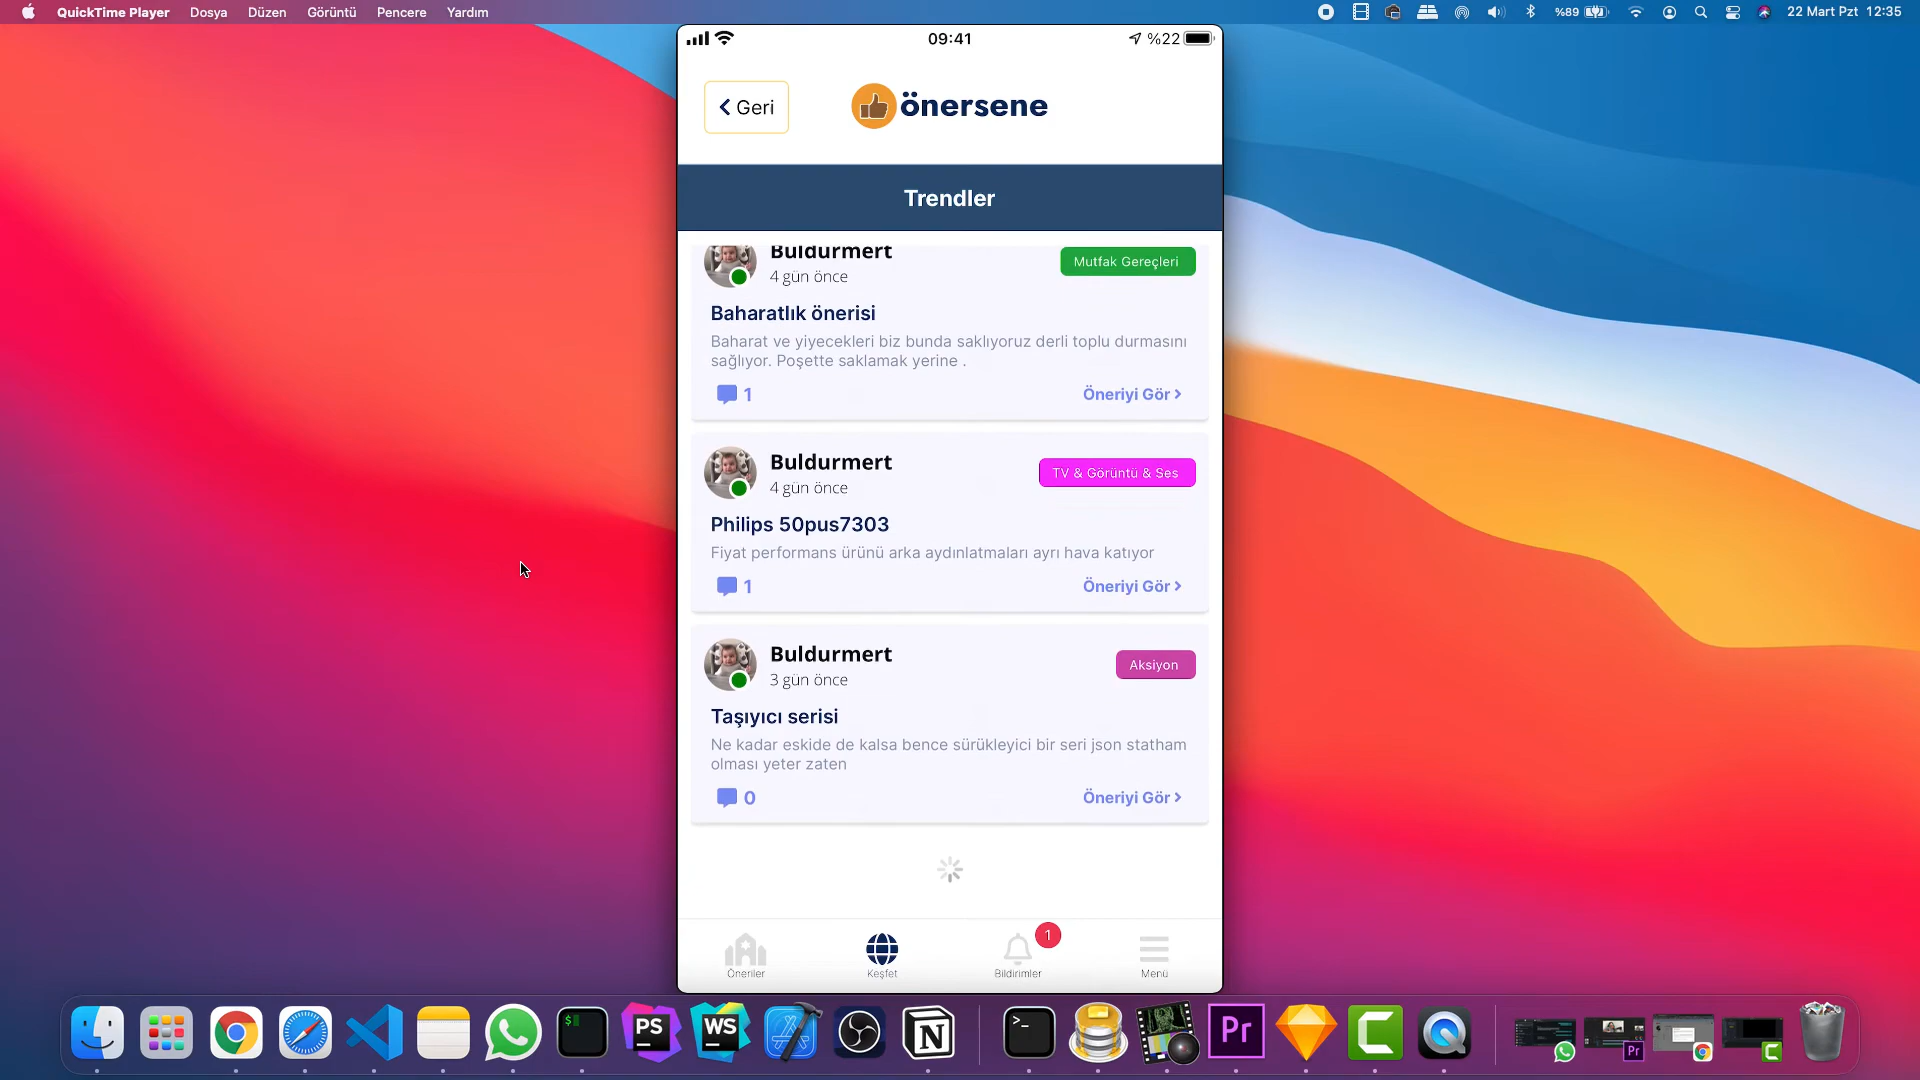 QuickTime Player Dosya Düzen Görüntü Pencere Yardım %89 22 Mart Pzt 12:35
09:41 %22
Geri önersene
Trendler
Buldurmert
4 gün önce
Mutfak Gereçleri
Baharatlık önerisi
Baharat ve yiyecekleri biz bunda saklıyoruz derli toplu durmasını
sağlıyor. Poşette saklamak yerine .
1 Öneriyi Gör
Buldurmert
4 gün önce
TV & Görüntü & Ses
Philips 50pus7303
Fiyat performans ürünü arka aydınlatmaları ayrı hava katıyor
1 Öneriyi Gör
Buldurmert
3 gün önce
Aksiyon
Taşıyıcı serisi
Ne kadar eskide de kalsa bence sürükleyici bir seri json statham
olması yeter zaten
0 Öneriyi Gör
1
Öneriler Keşfet Bildirimler Menü
$ PS WS N >_ Pr C
Pr